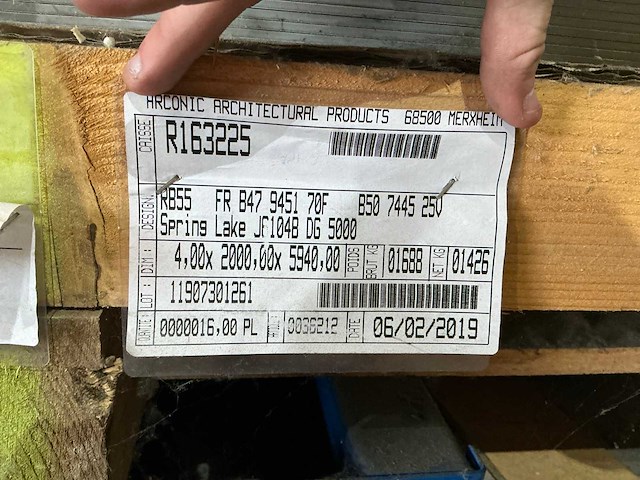 ARCONIC ARCHITECTURAL PRODUCTS 68500 MERXHEIM
CAISSE
R163225
DESIGN.
RB55 FR B47 9451 70F B50 7445 25V
Spring Lake JF104B DG 5000
DIM :
4,00x 2000,00x 5940,00
POIDS
BRUT KG
01688
NET KG
01426
LOT :
11907301261
0000016,00 PL
0036212
DATE
06/02/2019